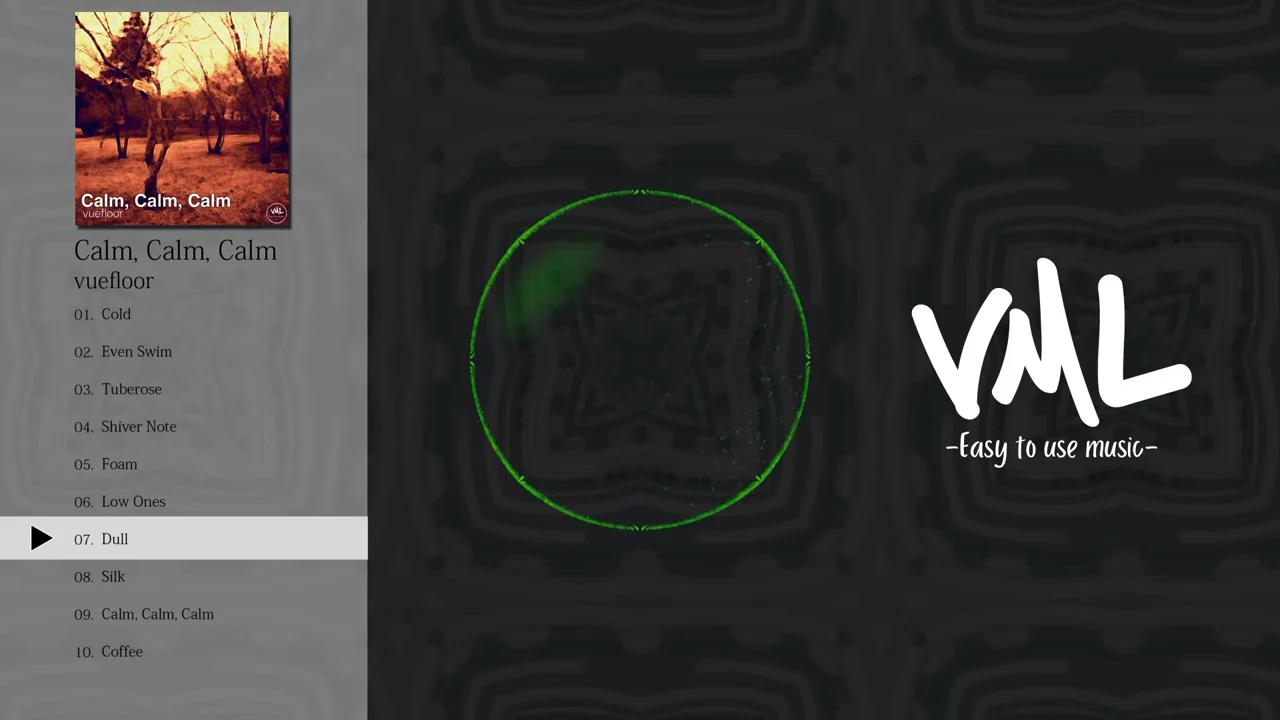 Calm, Calm, Calm
vuefloor
VML
Calm, Calm, Calm
vuefloor
01. Cold
02. Even Swim
03. Tuberose
04. Shiver Note
05. Foam
06. Low Ones
07. Dull
08. Silk
09. Calm, Calm, Calm
10. Coffee
VML
-Easy to use music-